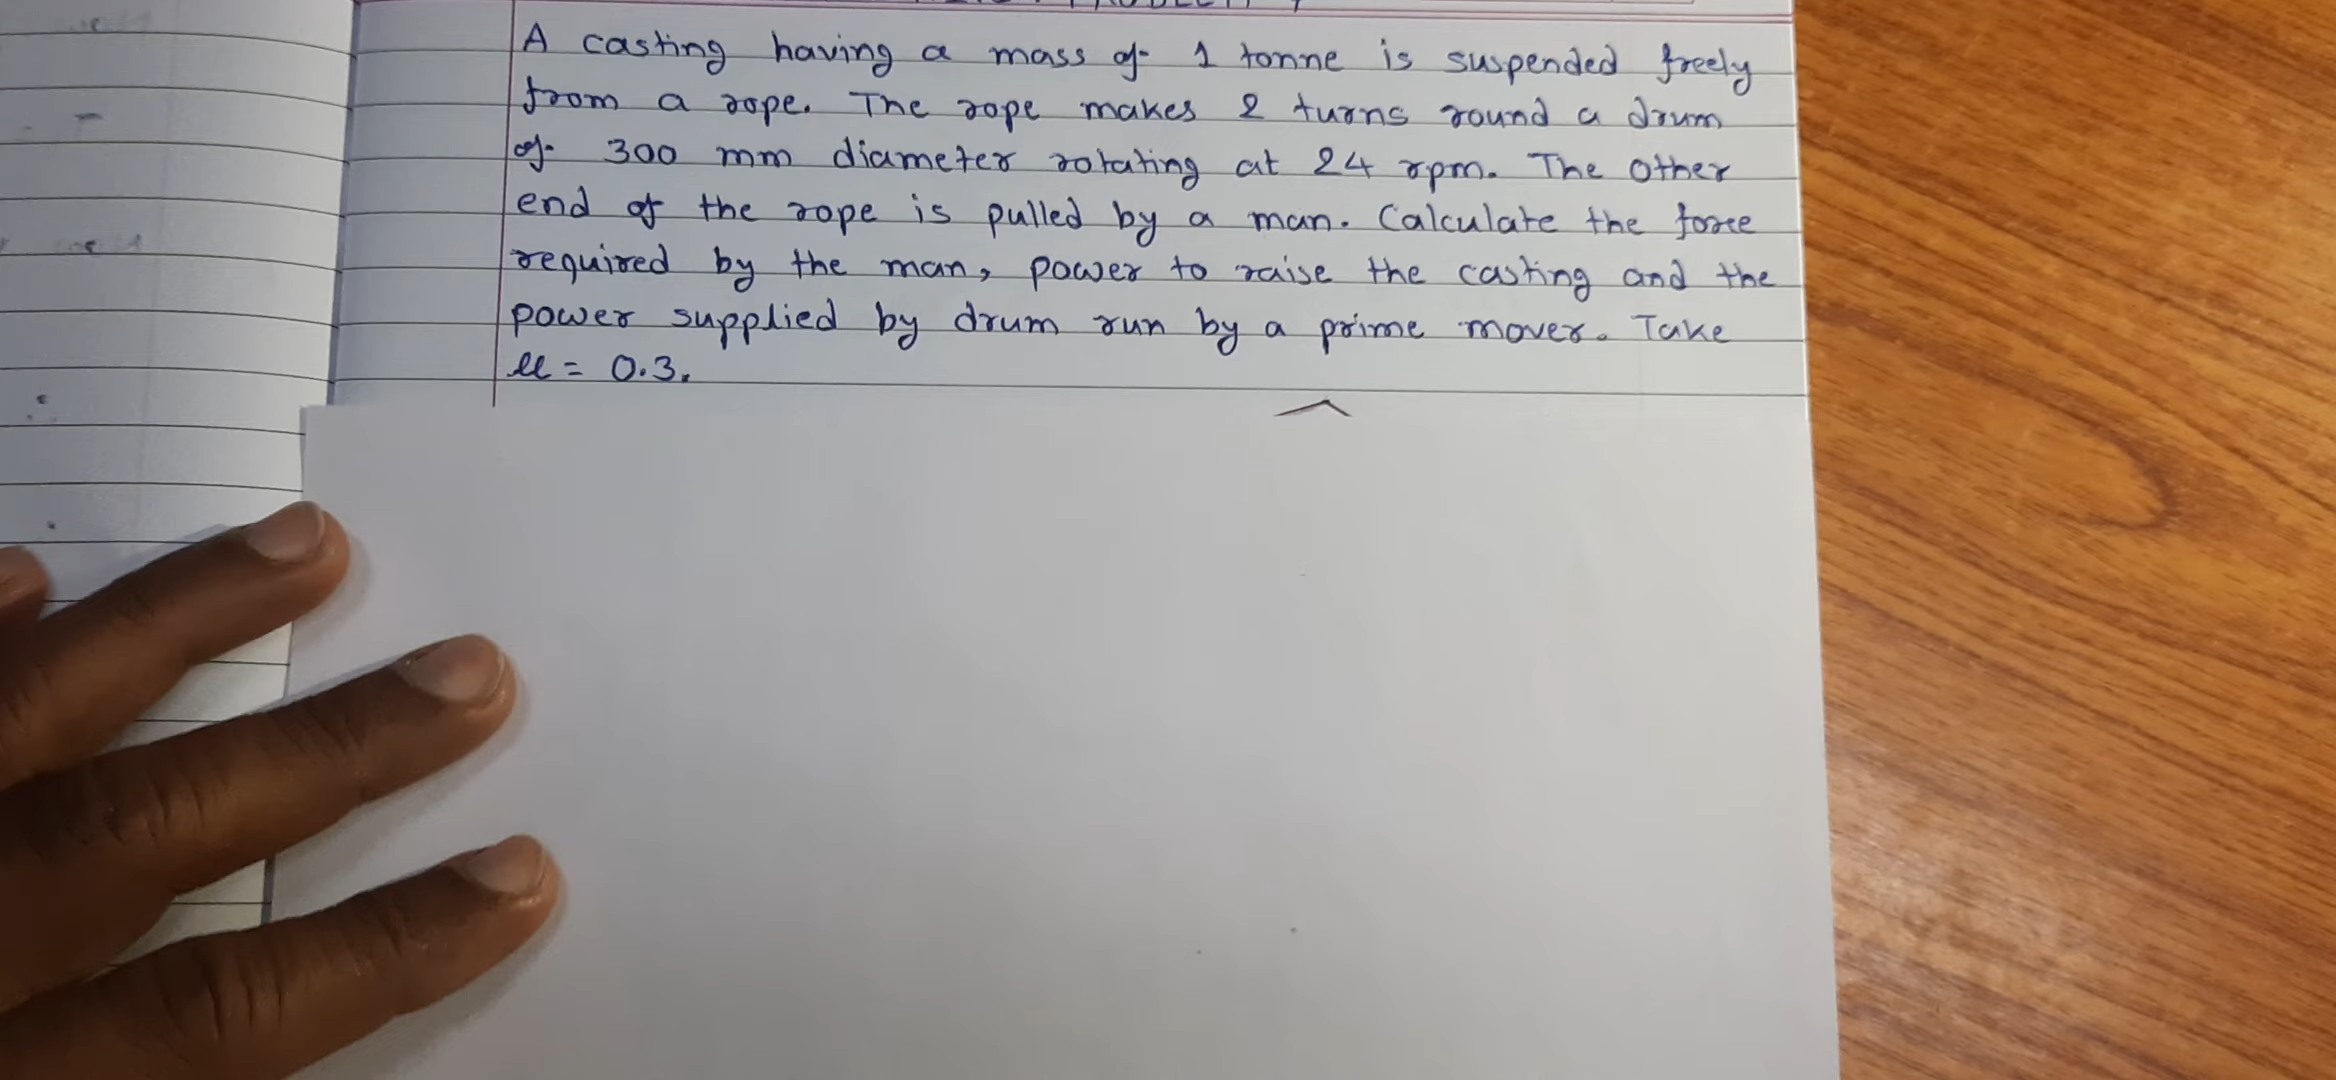 A casting having a mass of 1 tonne is suspended freely
from a rope. The rope makes 2 turns round a drum
of 300 mm diameter rotating at 24 rpm. The other
end of the rope is pulled by a man. Calculate the force
required by the man, power to raise the casting and the
power supplied by drum run by a prime mover. Take
μ = 0.3.